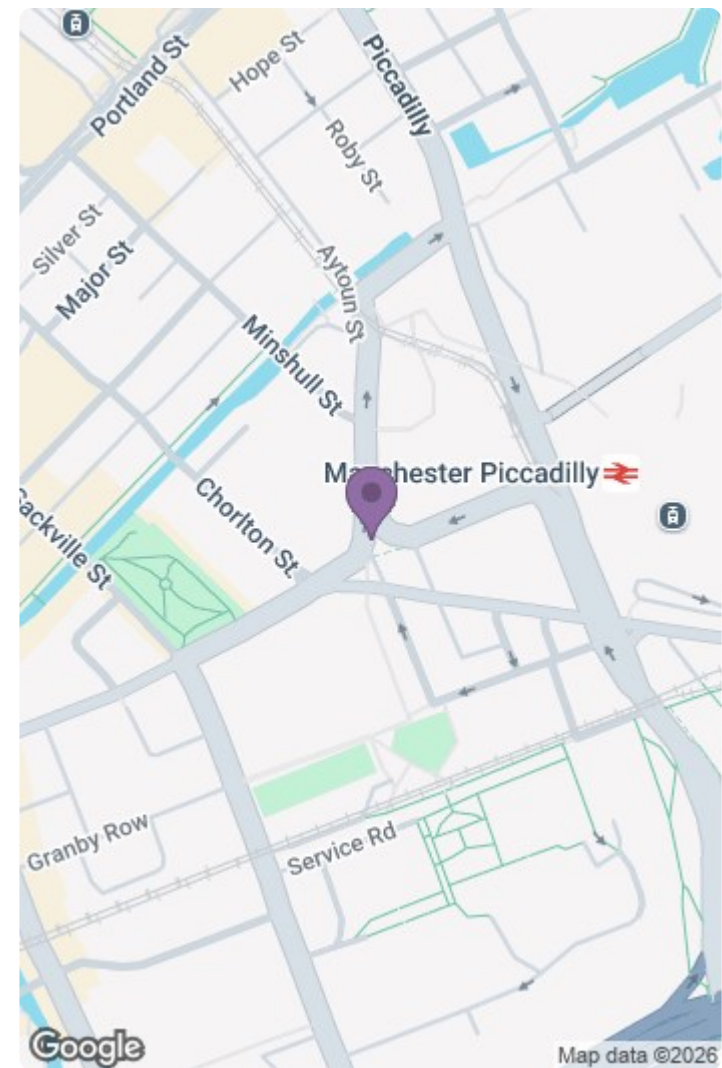 Portland St
Hope St
Piccadilly
Roby St
Silver St
Major St
Aytoun St
Minshull St
Manchester Piccadilly
Chorlton St
Sackville St
Granby Row
Service Rd
Google
Map data ©2026